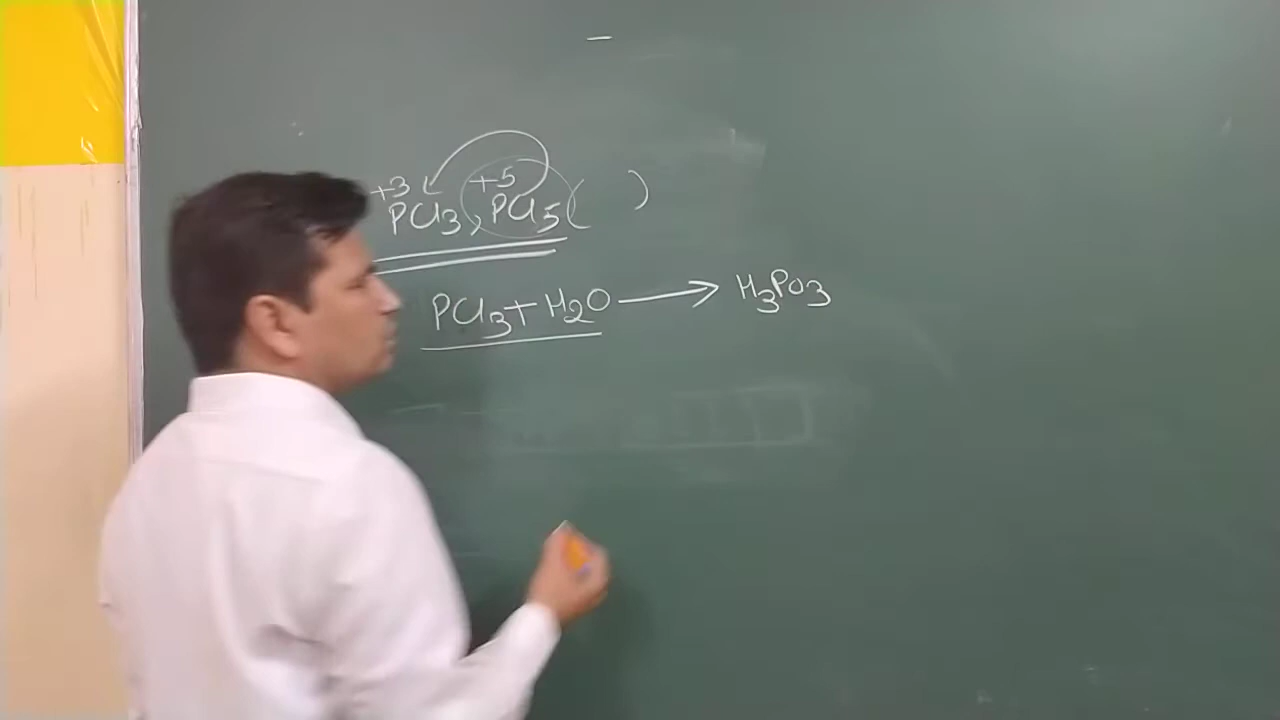 +3 +5
PCl3, PCl5 ( )
PCl3 + H2O ⟶ H3PO3